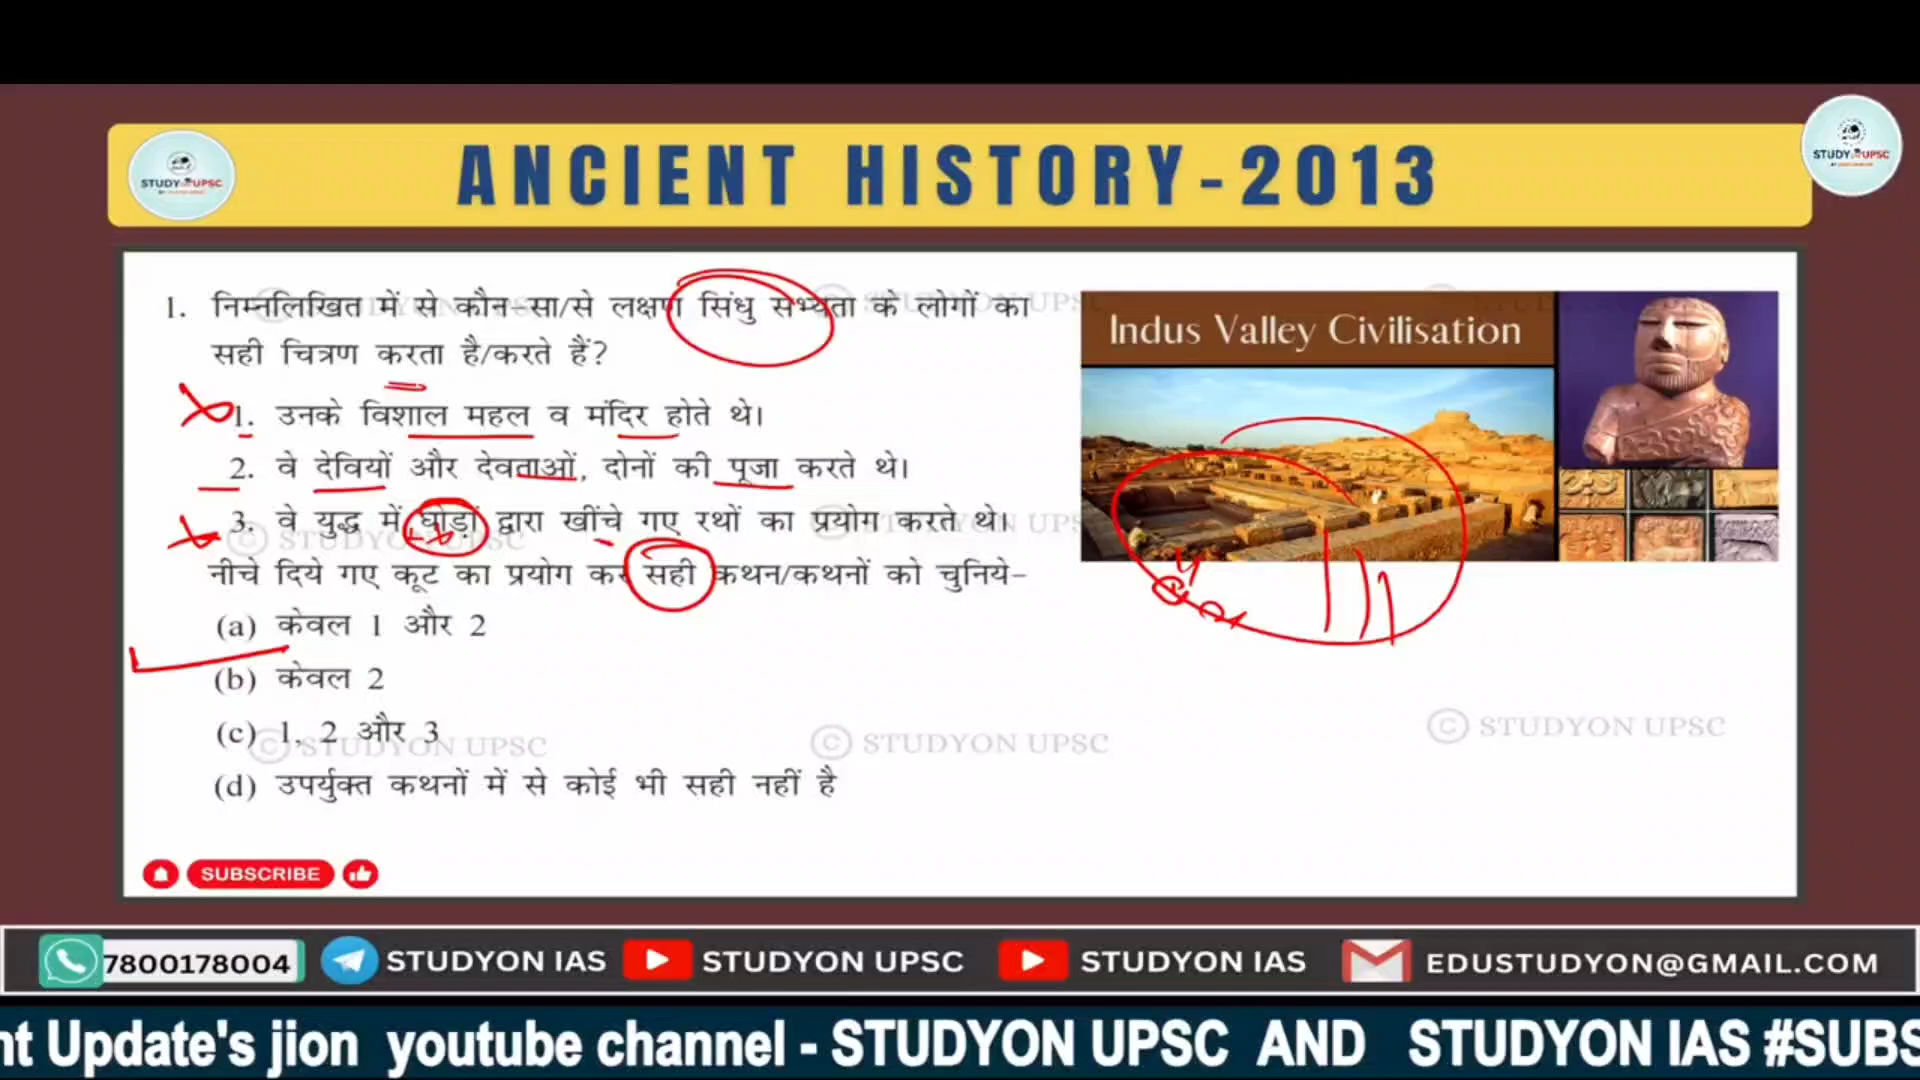 ANCIENT HISTORY-2013
STUDYON UPSC
STUDYON UPSC
1. निम्नलिखित में से कौन-सा/से लक्षण सिंधु सभ्यता के लोगों का
सही चित्रण करता है/करते हैं?
1. उनके विशाल महल व मंदिर होते थे।
2. वे देवियों और देवताओं, दोनों की पूजा करते थे।
3. वे युद्ध में घोड़ों द्वारा खींचे गए रथों का प्रयोग करते थे।
नीचे दिये गए कूट का प्रयोग कर सही कथन/कथनों को चुनिये-
(a) केवल 1 और 2
(b) केवल 2
(c) 1, 2 और 3
(d) उपर्युक्त कथनों में से कोई भी सही नहीं है
Indus Valley Civilisation
© STUDYON UPSC
© STUDYON UPSC
© STUDYON UPSC
SUBSCRIBE
7800178004 STUDYON IAS STUDYON UPSC STUDYON IAS EDUSTUDYON@GMAIL.COM
nt Update's jion youtube channel - STUDYON UPSC AND STUDYON IAS #SUBS